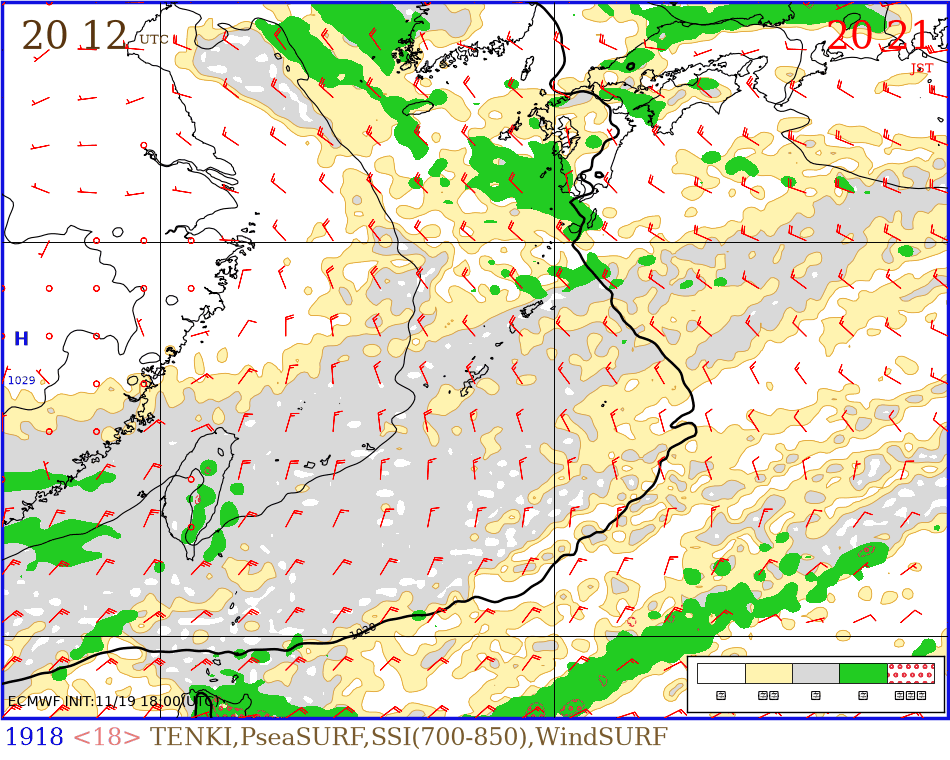 20 12 UTC
20 21
JST
H
1029
1020
ECMWF INIT:11/19 18:00(UTC)
1918 <18> TENKI,PseaSURF,SSI(700-850),WindSURF